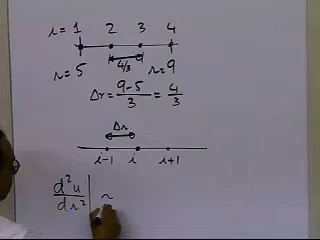 i = 1 2 3 4
4/3
r = 5 r = 9
Δr = 9-5/3 = 4/3
Δr
i-1 i i+1
d²u/dr² | ~